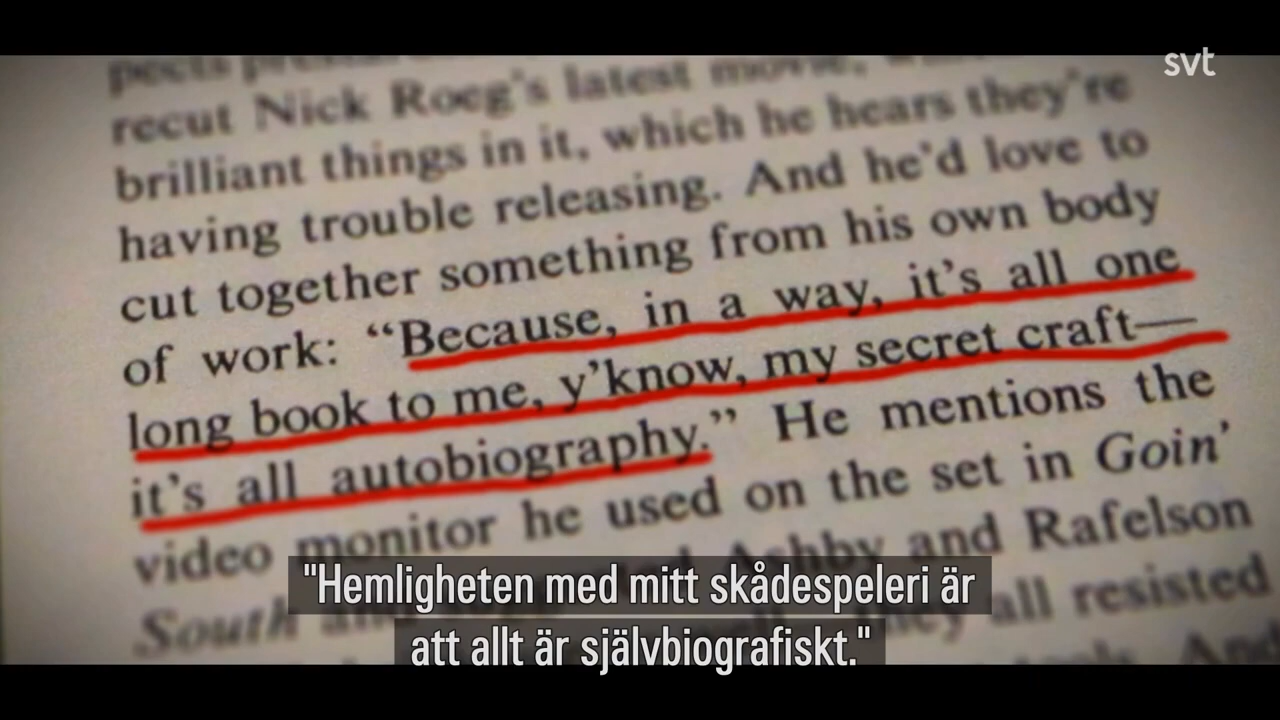 svt
recut Nick Roeg's latest movie,
brilliant things in it, which he hears they're
having trouble releasing. And he'd love to
cut together something from his own body
of work: “Because, in a way, it's all one
long book to me, y'know, my secret craft—
it's all autobiography.” He mentions the
video monitor he used on the set in Goin'
South Ashby and Rafelson
all resisted
And
"Hemligheten med mitt skådespeleri är
att allt är självbiografiskt."